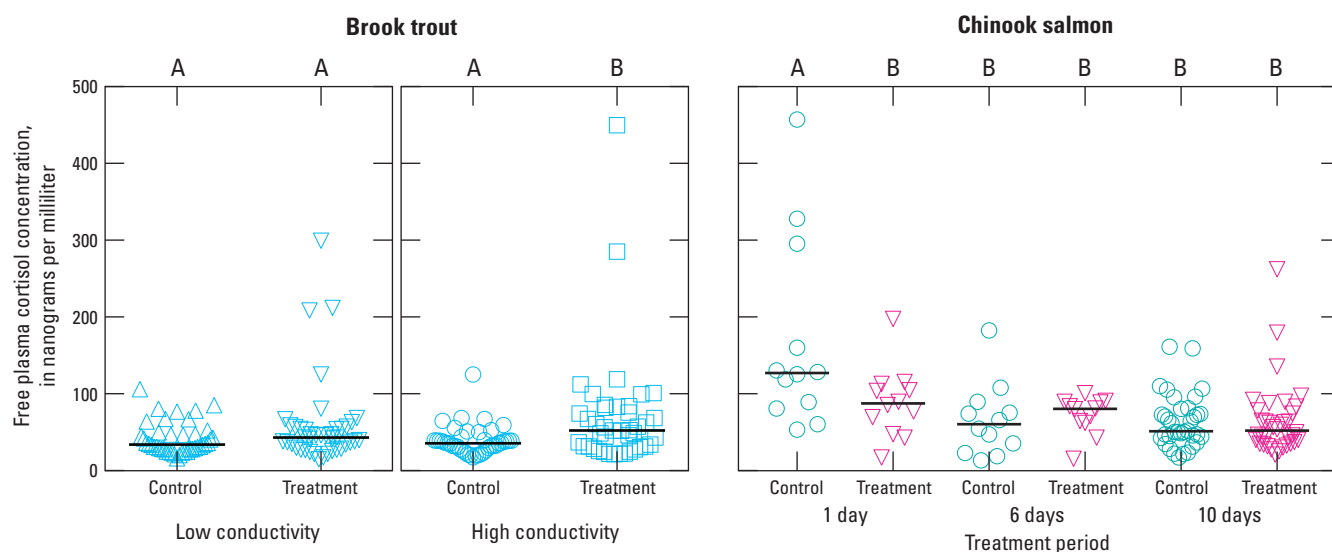 Brook trout
Chinook salmon
A A A B A B B B B B
500
400
300
200
100
0
Free plasma cortisol concentration,
in nanograms per milliliter
Control Treatment Control Treatment Control Treatment Control Treatment Control Treatment
Low conductivity High conductivity 1 day 6 days 10 days
Treatment period